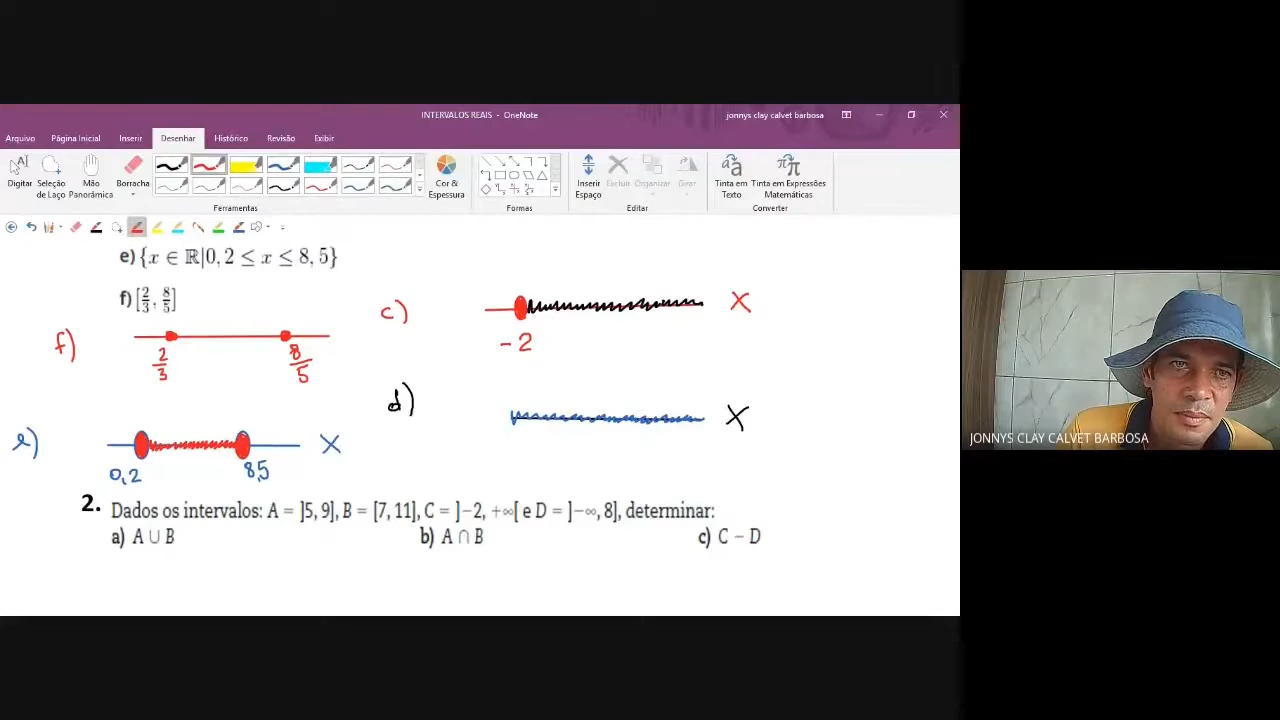 INTERVALOS REAIS - OneNote
jonnys clay calvet barbosa
Arquivo Página Inicial Inserir Desenhar Histórico Revisão Exibir
Digitar Seleção de Laço Mão Panorâmica Borracha Cor & Espessura Inserir Espaço Excluir Organizar Girar Tinta em Texto Tinta em Expressões Matemáticas
Ferramentas Formas Editar Converter
e) {x ∈ ℝ|0, 2 ≤ x ≤ 8, 5}
f) [2/3, 8/5]
c) -2 X
f) 2/3 8/5
d) X
e) 0,2 8,5 X
2. Dados os intervalos: A = ]5, 9], B = [7, 11], C = ]−2, +∞[ e D = ]−∞, 8], determinar:
a) A ∪ B b) A ∩ B c) C − D
JONNYS CLAY CALVET BARBOSA